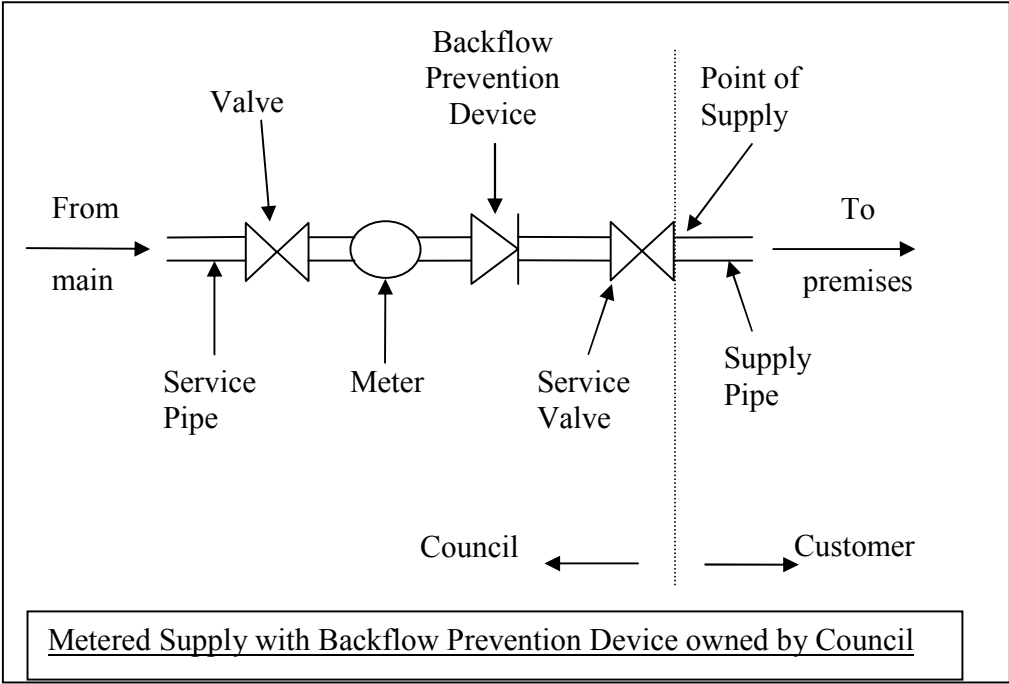 Backflow
Prevention
Device
Valve
Point of
Supply
From
main
To
premises
Service
Pipe
Meter
Service
Valve
Supply
Pipe
Council
Customer
Metered Supply with Backflow Prevention Device owned by Council